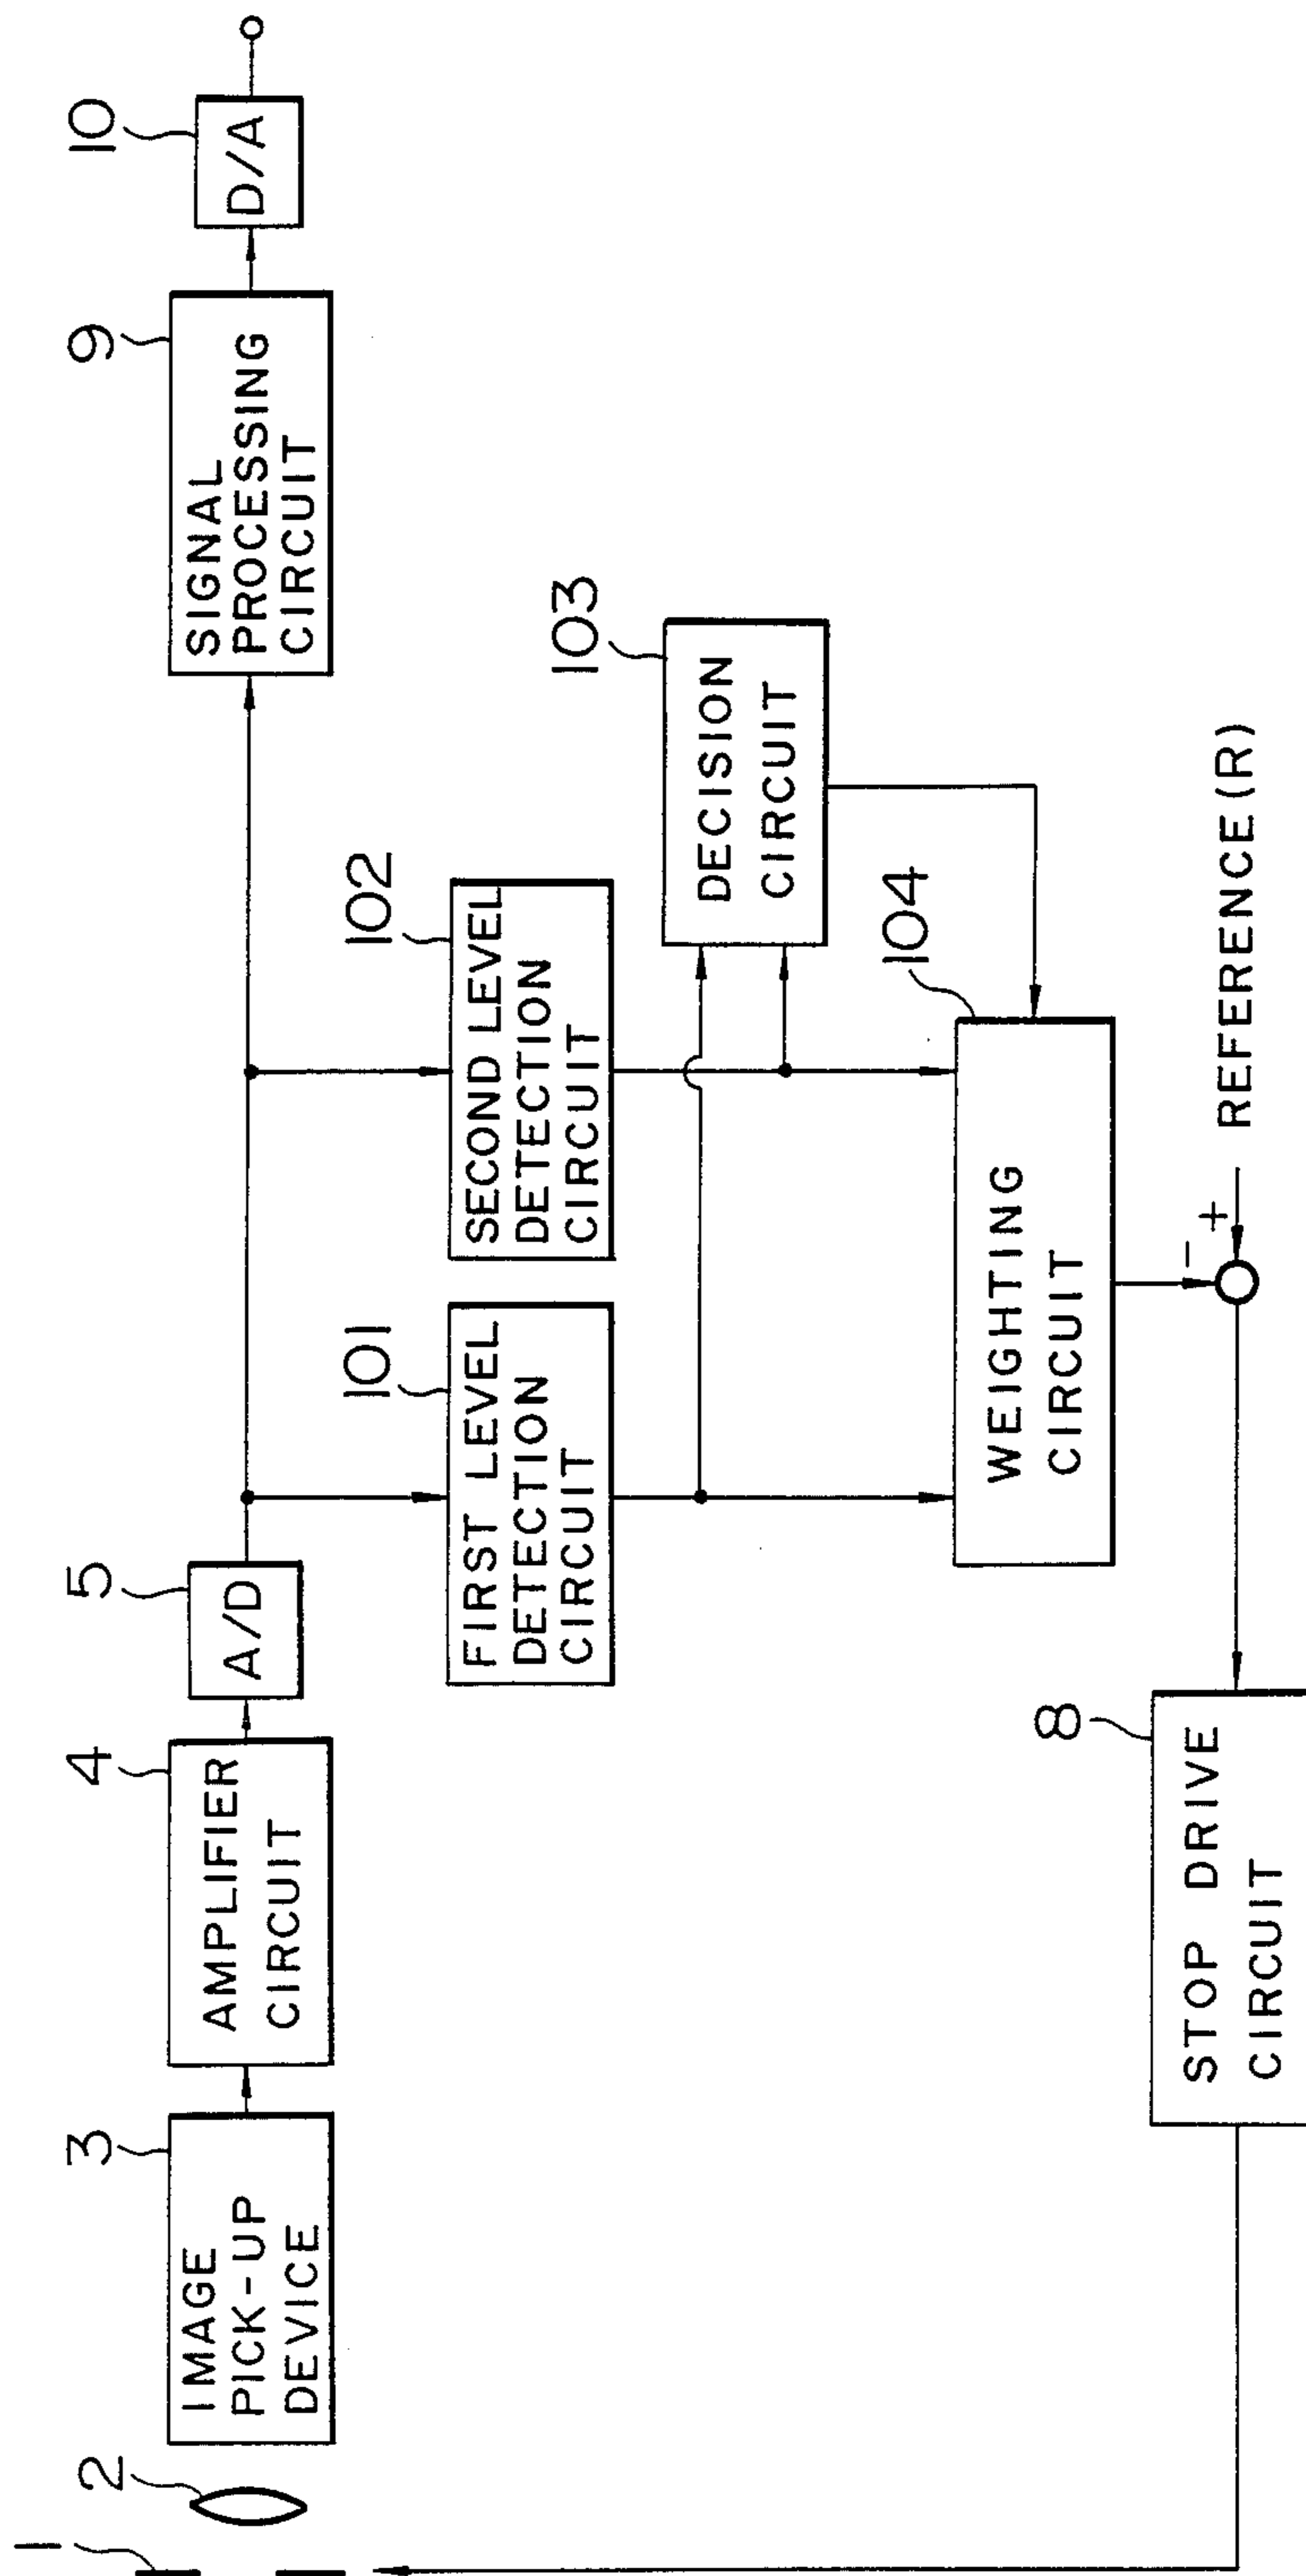 1
2
3
IMAGE
PICK-UP
DEVICE
4
AMPLIFIER
CIRCUIT
5
A/D
9
SIGNAL
PROCESSING
CIRCUIT
10
D/A
101
FIRST LEVEL
DETECTION
CIRCUIT
102
SECOND LEVEL
DETECTION
CIRCUIT
103
DECISION
CIRCUIT
104
WEIGHTING
CIRCUIT
-
+
REFERENCE (R)
8
STOP DRIVE
CIRCUIT